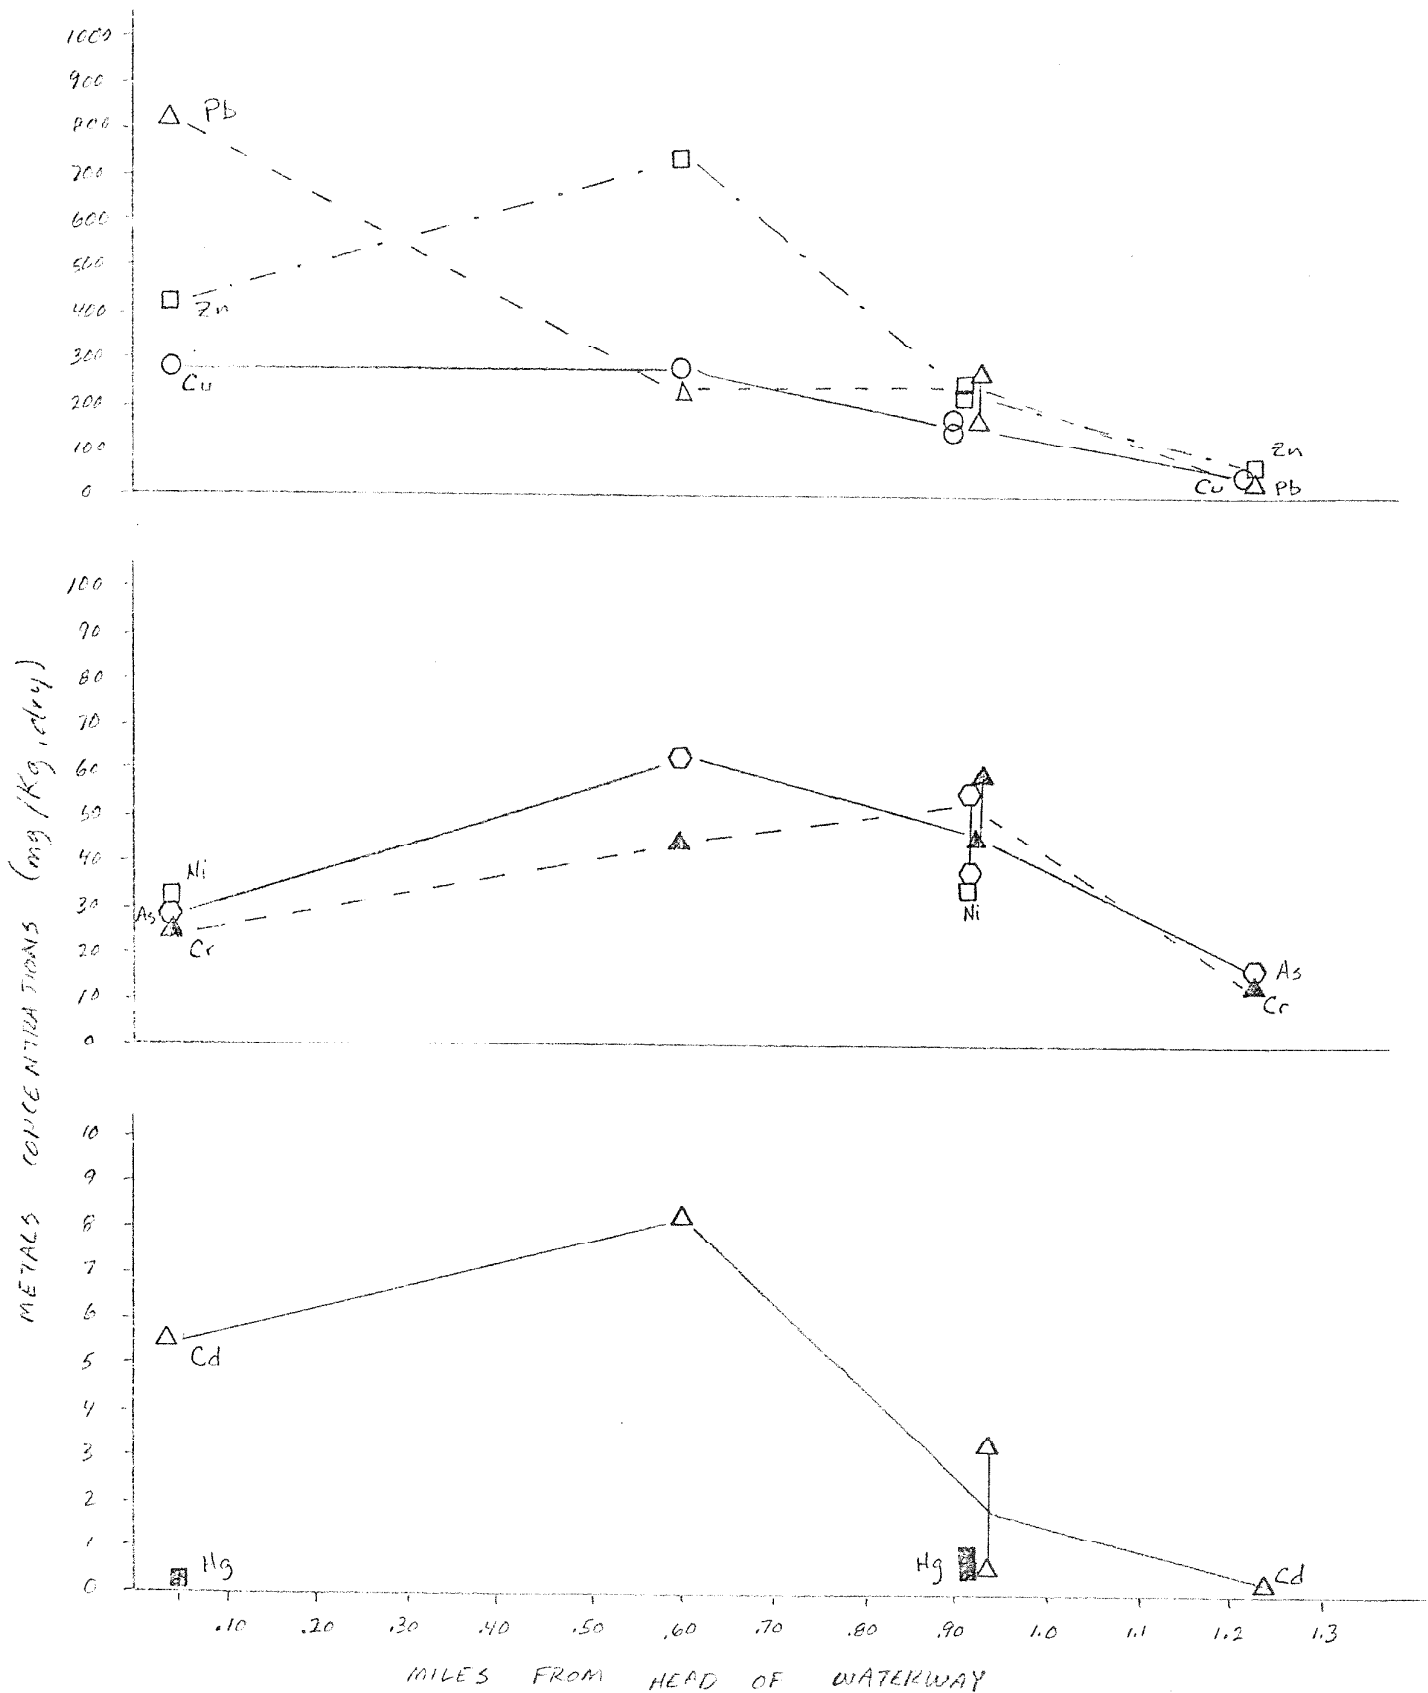 1000
900
Pb
800
700
600
500
400
Zn
300
Cu
200
100
Zn
0
Cu
Pb
100
90
80
70
60
50
40
Ni
30
As
Ni
Cr
20
As
10
Cr
0
10
9
8
7
6
5
Cd
4
3
2
1
Hg
Hg
Cd
0
.10 .20 .30 .40 .50 .60 .70 .80 .90 1.0 1.1 1.2 1.3
MILES FROM HEAD OF WATERWAY
METALS CONCENTRATIONS (mg/Kg, dry)